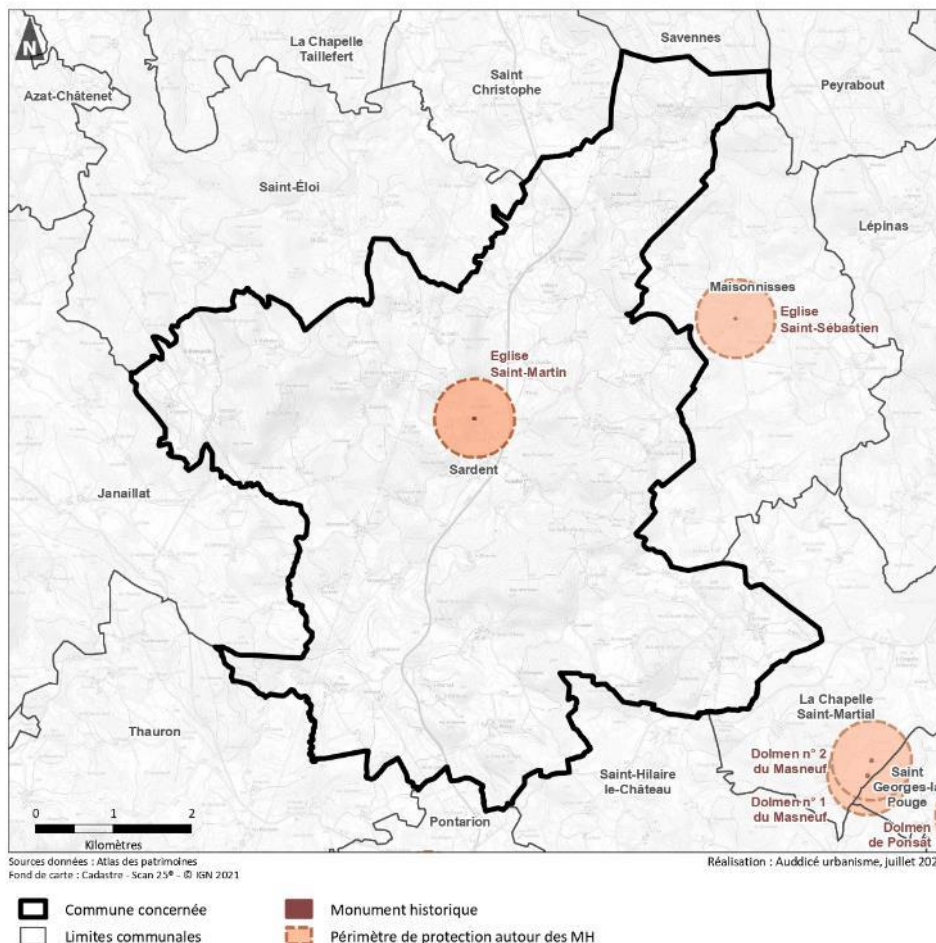 N
La Chapelle
Taillefert
Savennes
Saint
Christophe
Azat-Châtenet
Peyrabout
Saint-Éloi
Lépinas
Maisonnisses
Eglise
Saint-Sébastien
Eglise
Saint-Martin
Sardent
Janaillat
La Chapelle
Saint-Martial
Thauron
Dolmen n° 2
du Masneuf
Saint-Hilaire
le-Château
Saint
Georges-la
Pouge
Dolmen n° 1
du Masneuf
Dolmen
de Ponsat
0 1 2
Kilomètres
Pontarion
Sources données : Atlas des patrimoines
Fond de carte : Cadastre - Scan 25® - © IGN 2021
Réalisation : Auddicé urbanisme, juillet 202
Commune concernée
Monument historique
Limites communales
Périmètre de protection autour des MH